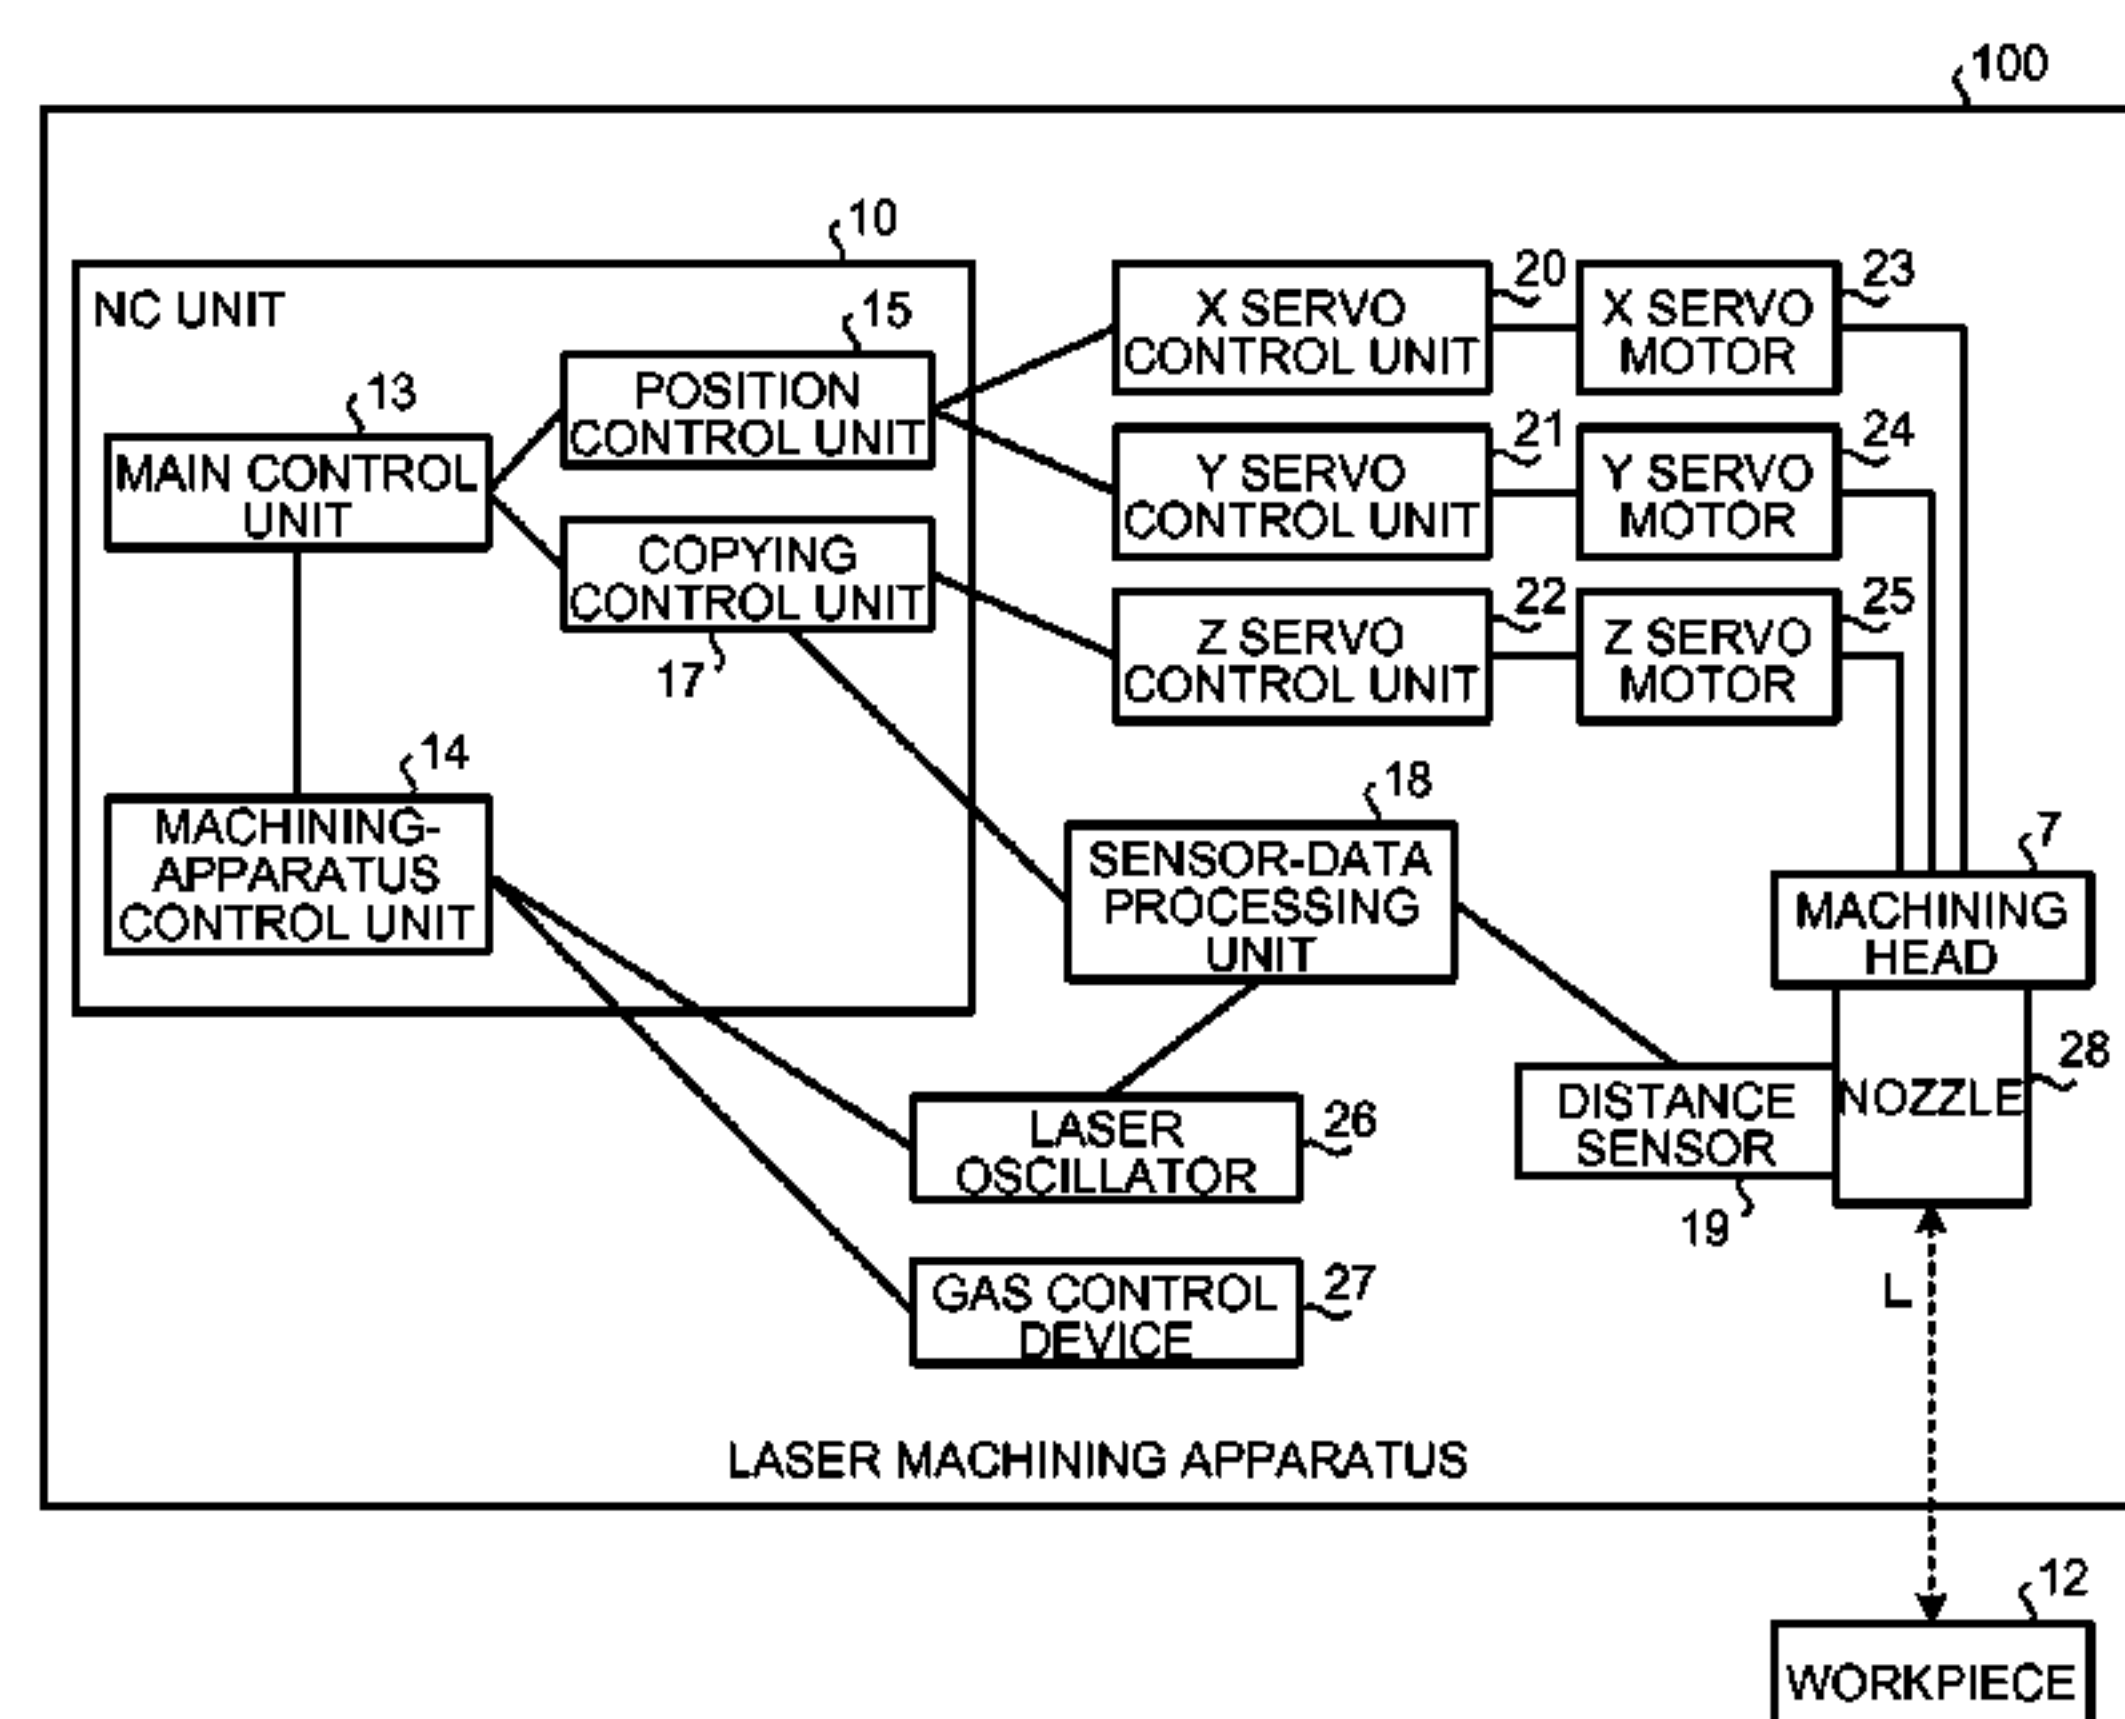 100
10
NC UNIT
15
POSITION
CONTROL UNIT
13
MAIN CONTROL
UNIT
COPYING
CONTROL UNIT
17
14
MACHINING-
APPARATUS
CONTROL UNIT
20
X SERVO
CONTROL UNIT
23
X SERVO
MOTOR
21
Y SERVO
CONTROL UNIT
24
Y SERVO
MOTOR
22
Z SERVO
CONTROL UNIT
25
Z SERVO
MOTOR
18
SENSOR-DATA
PROCESSING
UNIT
7
MACHINING
HEAD
28
NOZZLE
DISTANCE
SENSOR
19
LASER
OSCILLATOR
26
GAS CONTROL
DEVICE
27
L
LASER MACHINING APPARATUS
12
WORKPIECE